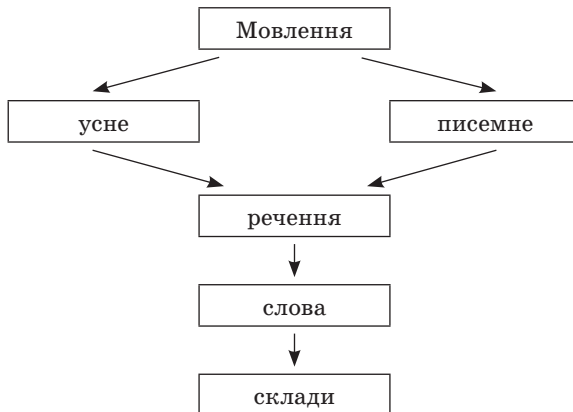 Мовлення
усне
писемне
речення
слова
склади